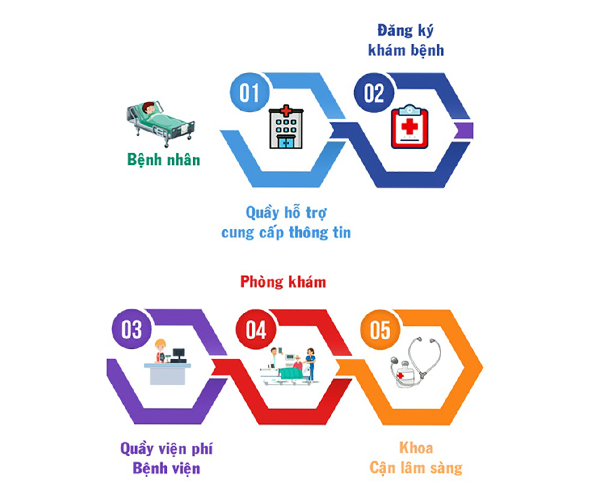 Đăng ký
khám bệnh
01
02
Bệnh nhân
Quầy hỗ trợ
cung cấp thông tin
Phòng khám
03
04
05
Quầy viện phí
Bệnh viện
Khoa
Cận lâm sàng